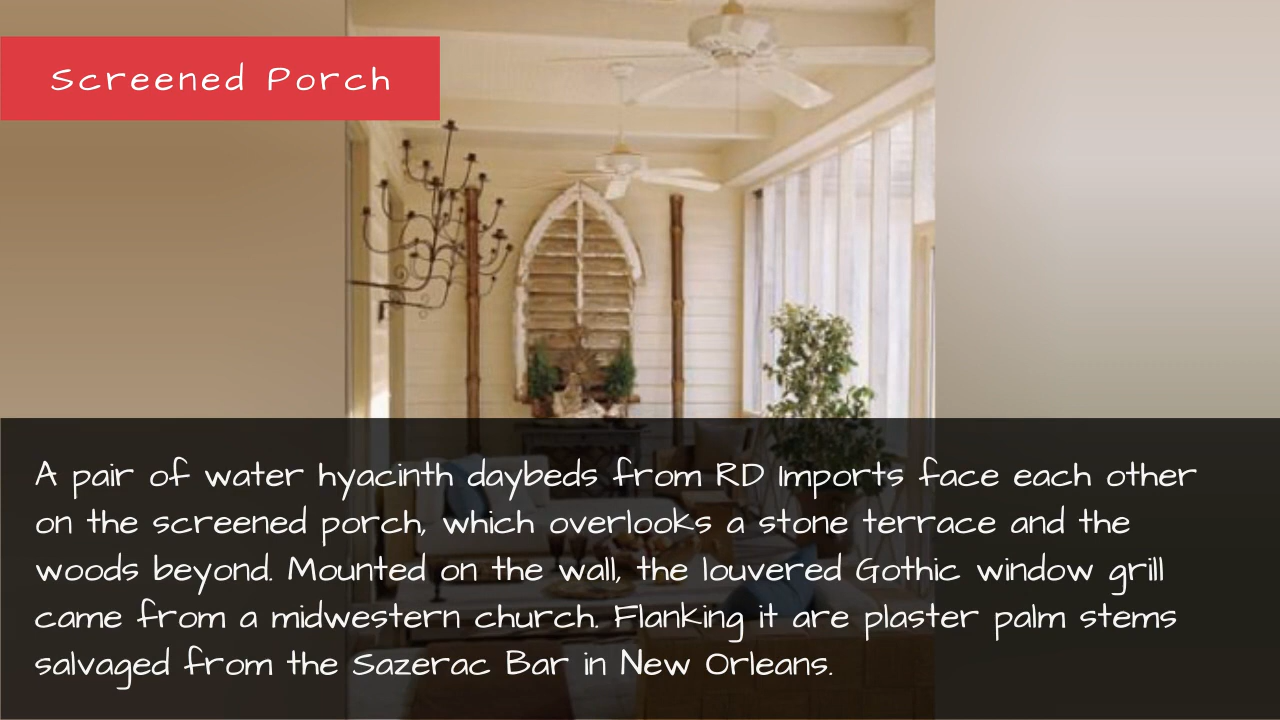 Screened Porch
A pair of water hyacinth daybeds from RD Imports face each other
on the screened porch, which overlooks a stone terrace and the
woods beyond. Mounted on the wall, the louvered Gothic window grill
came from a midwestern church. Flanking it are plaster palm stems
salvaged from the Sazerac Bar in New Orleans.